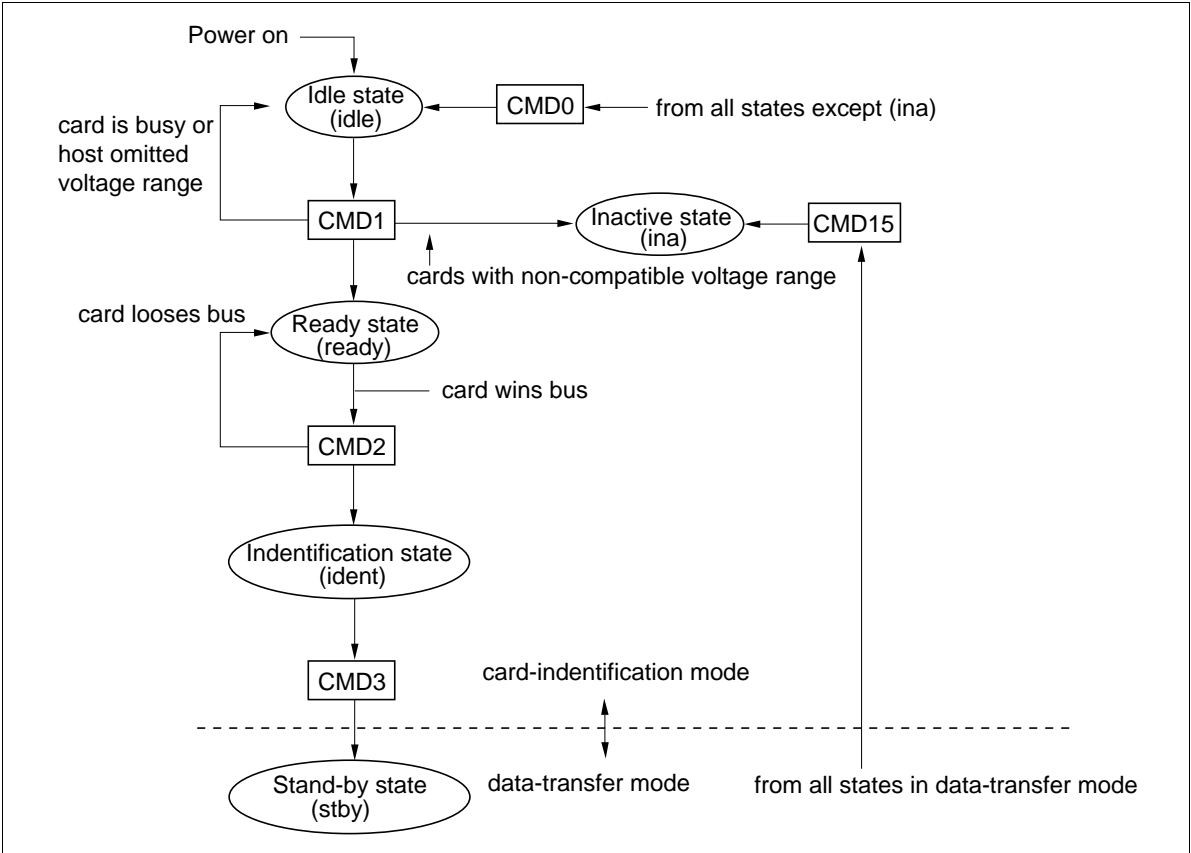 Power on
Idle state
(idle)
CMD0
from all states except (ina)
card is busy or
host omitted
voltage range
CMD1
Inactive state
(ina)
CMD15
cards with non-compatible voltage range
card looses bus
Ready state
(ready)
card wins bus
CMD2
Indentification state
(ident)
CMD3
card-indentification mode
Stand-by state
(stby)
data-transfer mode
from all states in data-transfer mode